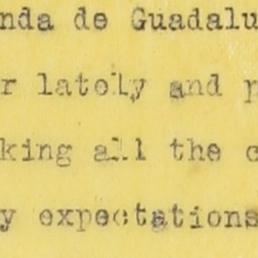 nda de Guadalu
r lately and p
king all the c
y expectations